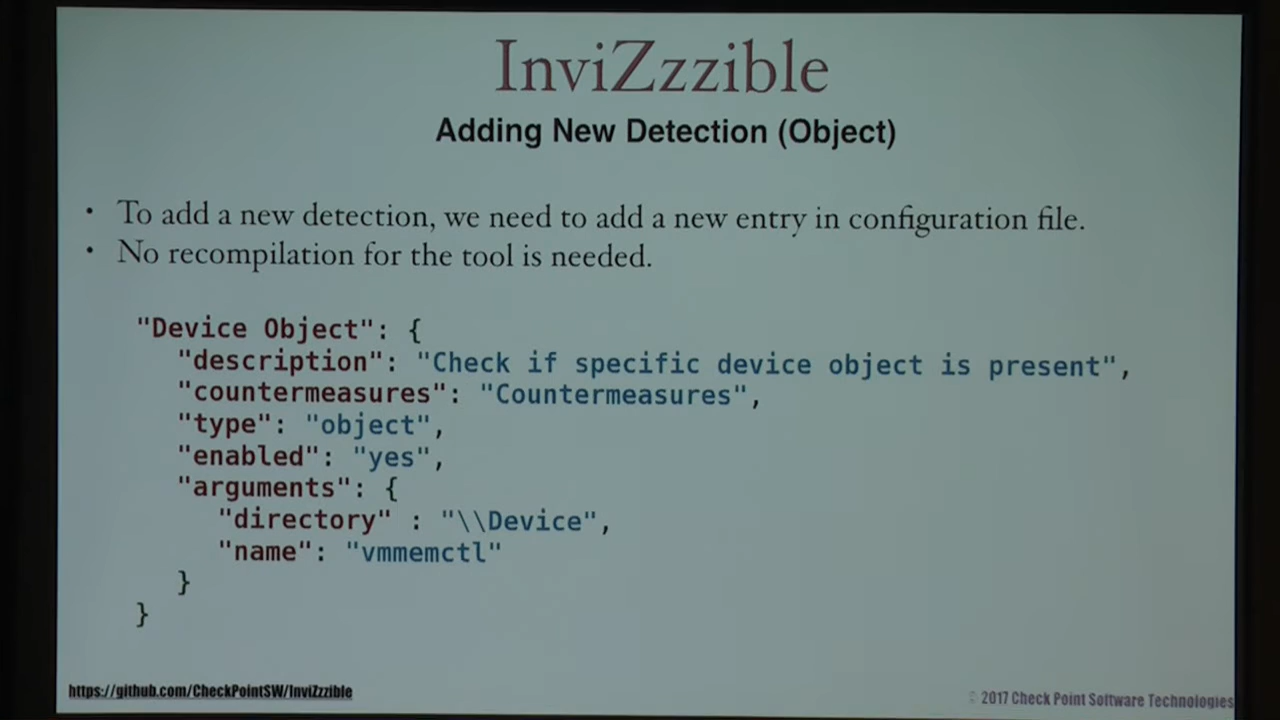 InviZzzible
Adding New Detection (Object)
• To add a new detection, we need to add a new entry in configuration file.
• No recompilation for the tool is needed.
"Device Object": {
"description": "Check if specific device object is present",
"countermeasures": "Countermeasures",
"type": "object",
"enabled": "yes",
"arguments": {
"directory" : "\\Device",
"name": "vmmemctl"
}
}
https://github.com/CheckPointSW/InviZzzible
© 2017 Check Point Software Technologies